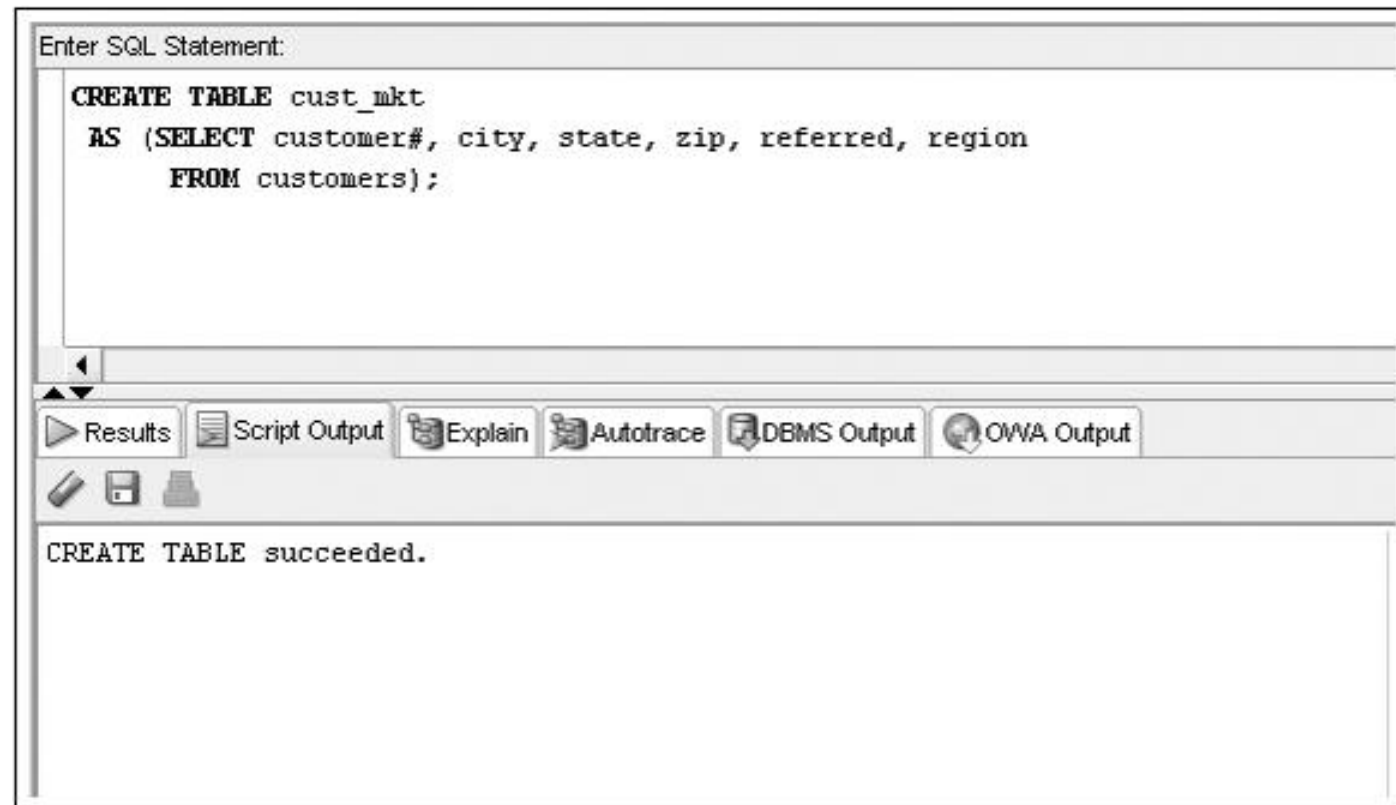 Enter SQL Statement:
CREATE TABLE cust_mkt
AS (SELECT customer#, city, state, zip, referred, region
FROM customers);
Results Script Output Explain Autotrace DBMS Output OWA Output
CREATE TABLE succeeded.